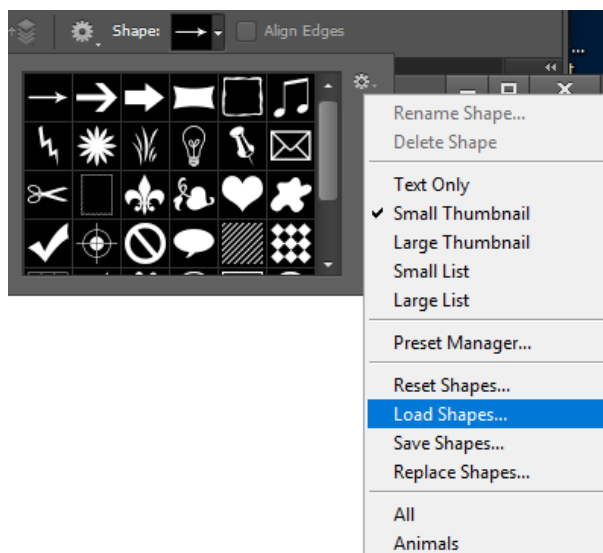 Shape:
Align Edges
...
Rename Shape...
Delete Shape
Text Only
Small Thumbnail
Large Thumbnail
Small List
Large List
Preset Manager...
Reset Shapes...
Load Shapes...
Save Shapes...
Replace Shapes...
All
Animals